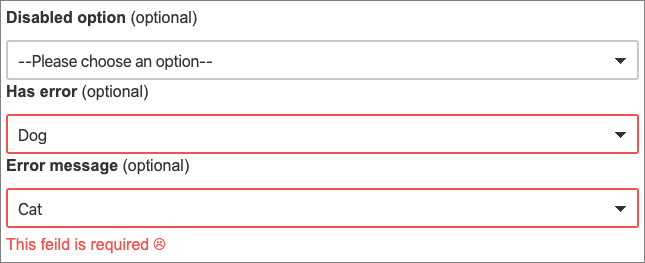 Disabled option (optional)
--Please choose an option--
Has error (optional)
Dog
Error message (optional)
Cat
This feild is required ☹